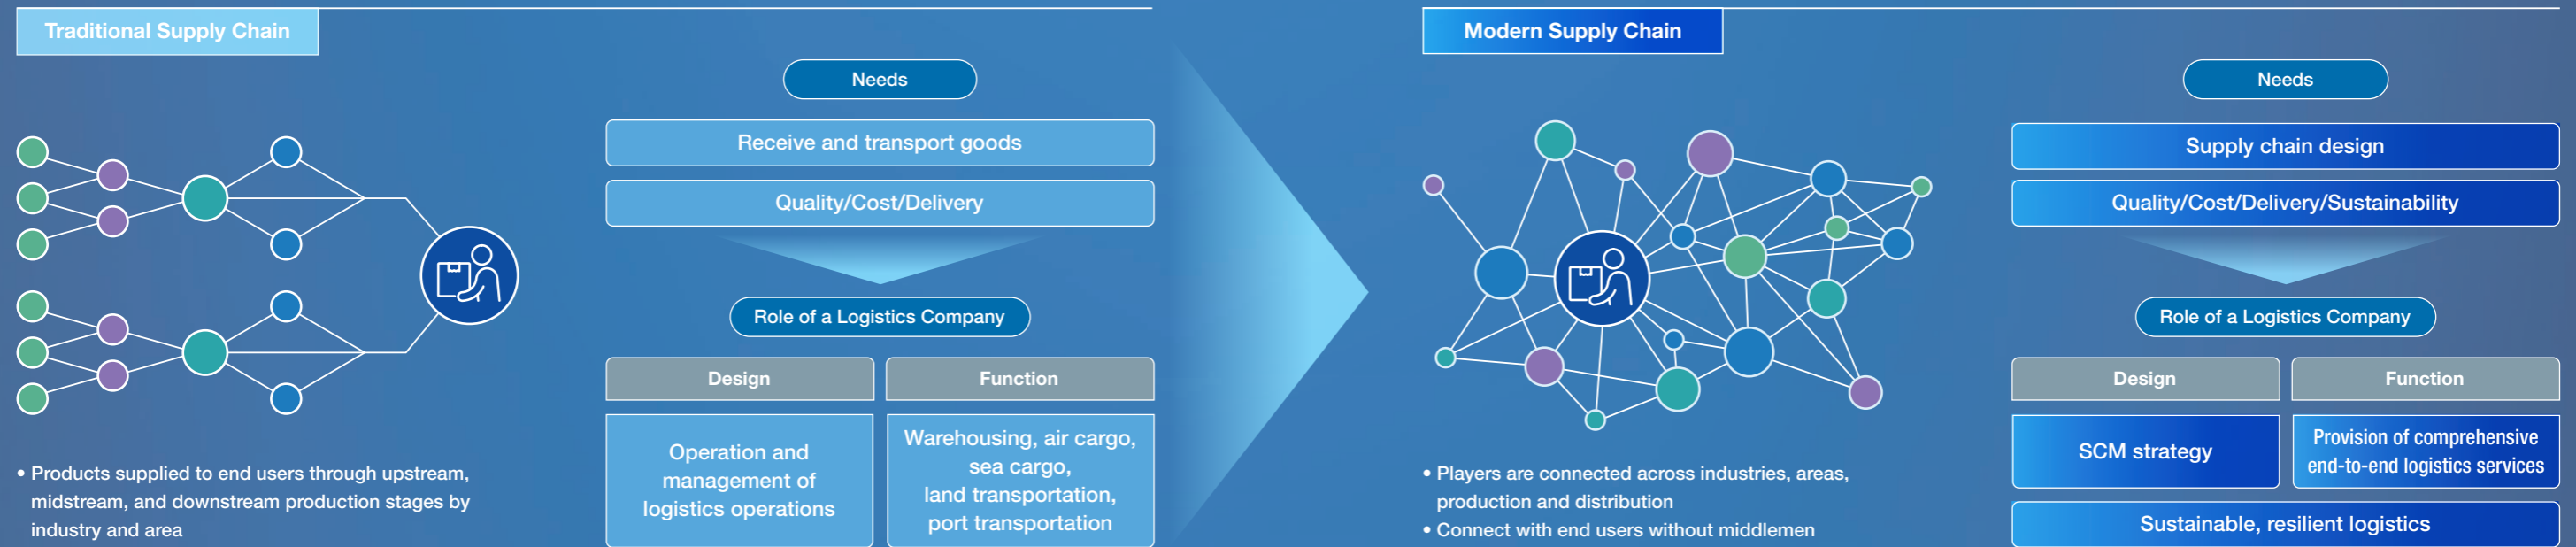 Traditional Supply Chain
Needs
Receive and transport goods
Quality/Cost/Delivery
Role of a Logistics Company
Design
Function
Operation and
management of
logistics operations
Warehousing, air cargo,
sea cargo,
land transportation,
port transportation
• Products supplied to end users through upstream,
midstream, and downstream production stages by
industry and area
Modern Supply Chain
Needs
Supply chain design
Quality/Cost/Delivery/Sustainability
Role of a Logistics Company
Design
Function
SCM strategy
Provision of comprehensive
end-to-end logistics services
Sustainable, resilient logistics
• Players are connected across industries, areas,
production and distribution
• Connect with end users without middlemen